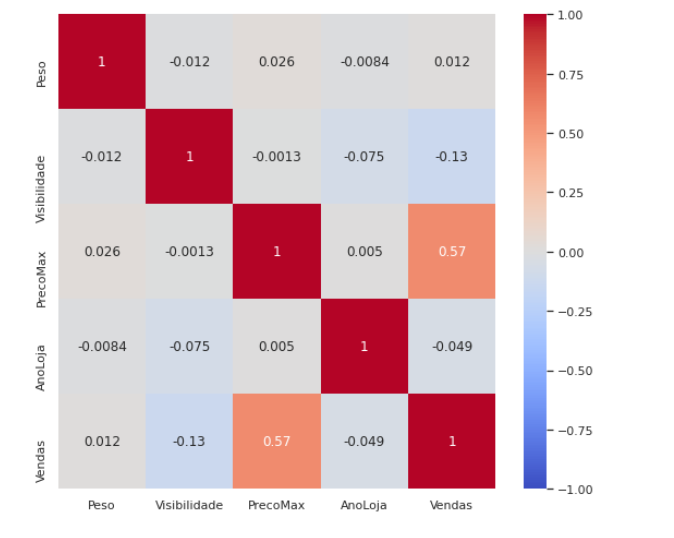 Peso 1 -0.012 0.026 -0.0084 0.012
Visibilidade -0.012 1 -0.0013 -0.075 -0.13
PrecoMax 0.026 -0.0013 1 0.005 0.57
AnoLoja -0.0084 -0.075 0.005 1 -0.049
Vendas 0.012 -0.13 0.57 -0.049 1
Peso Visibilidade PrecoMax AnoLoja Vendas
1.00
0.75
0.50
0.25
0.00
−0.25
−0.50
−0.75
−1.00